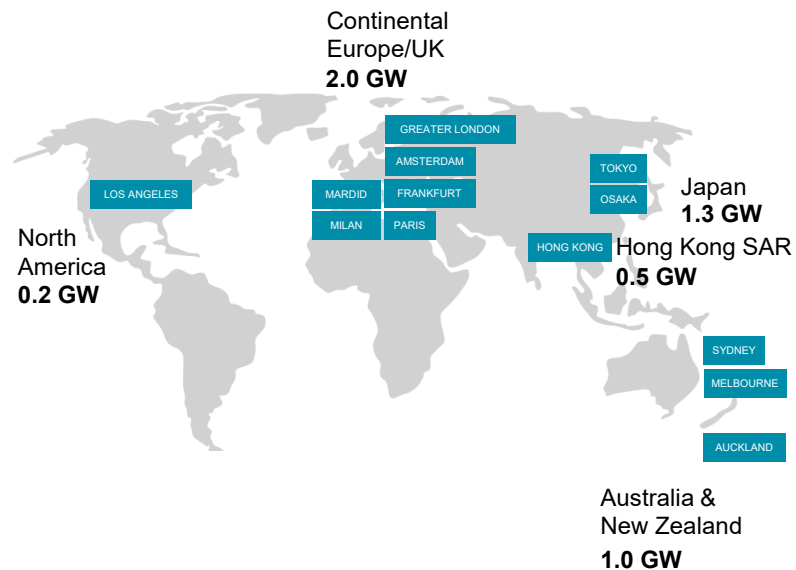 Continental
Europe/UK
2.0 GW
GREATER LONDON
AMSTERDAM
TOKYO
LOS ANGELES
MARDID
FRANKFURT
OSAKA
Japan
1.3 GW
MILAN
PARIS
North
America
0.2 GW
HONG KONG
Hong Kong SAR
0.5 GW
SYDNEY
MELBOURNE
AUCKLAND
Australia &
New Zealand
1.0 GW